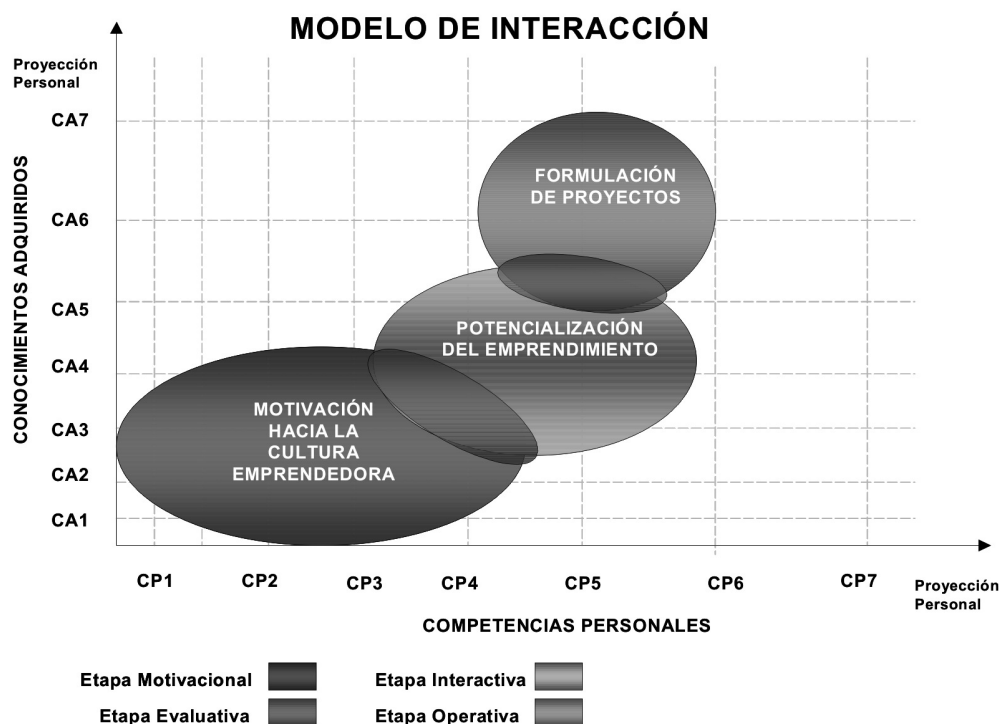 MODELO DE INTERACCIÓN
Proyección
Personal
CONOCIMIENTOS ADQUIRIDOS
CA7
CA6
CA5
CA4
CA3
CA2
CA1
FORMULACIÓN
DE PROYECTOS
POTENCIALIZACIÓN
DEL EMPRENDIMIENTO
MOTIVACIÓN
HACIA LA
CULTURA
EMPRENDEDORA
CP1 CP2 CP3 CP4 CP5 CP6 CP7
Proyección
Personal
COMPETENCIAS PERSONALES
Etapa Motivacional Etapa Interactiva
Etapa Evaluativa Etapa Operativa